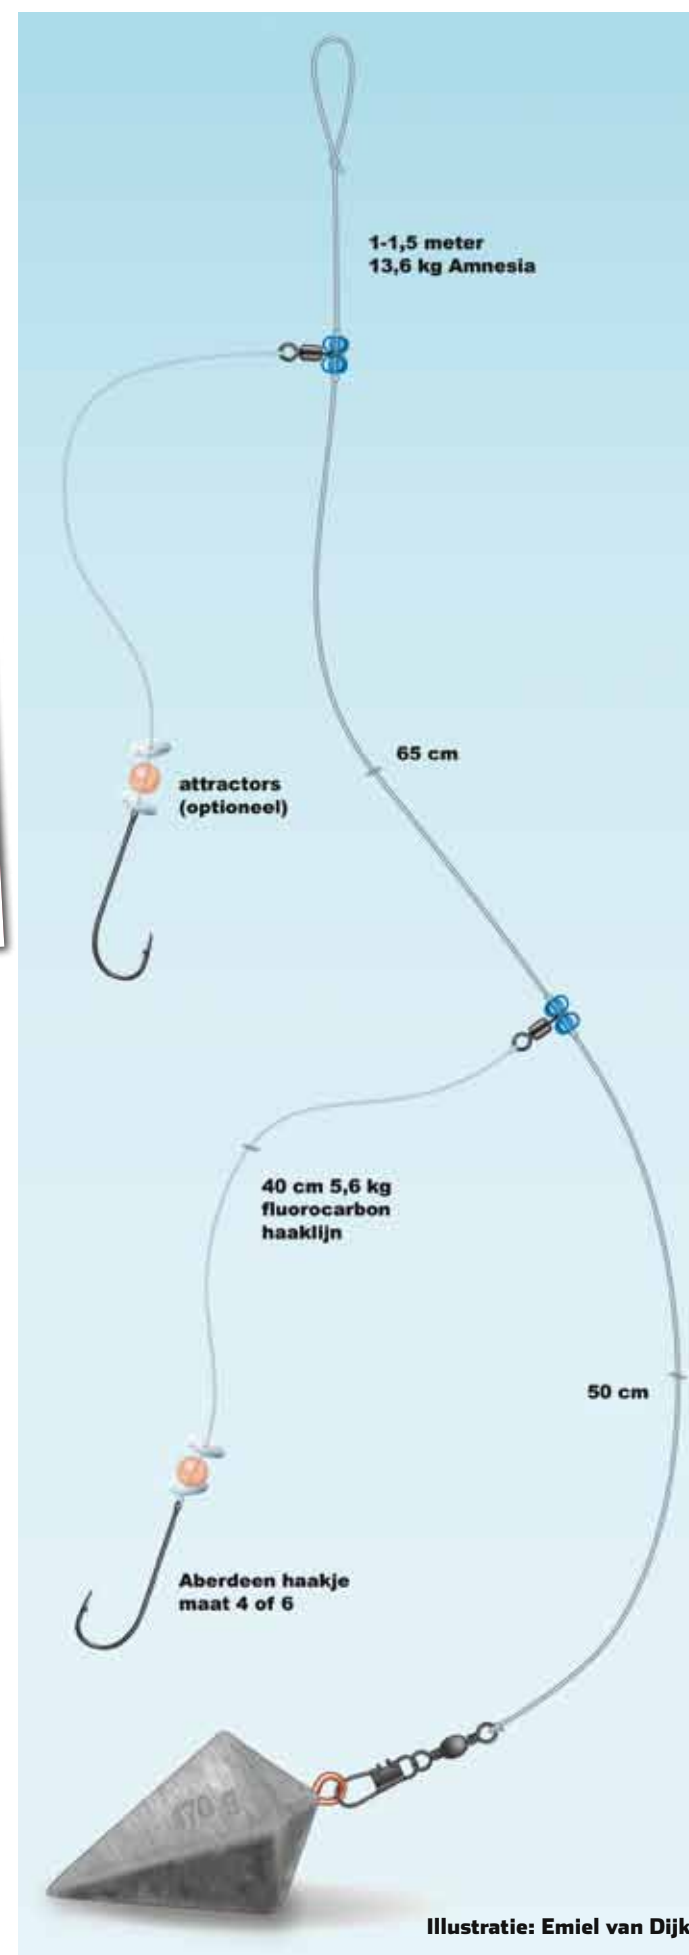 1-1,5 meter
13,6 kg Amnesia
65 cm
attractors
(optioneel)
40 cm 5,6 kg
fluorocarbon
haaklijn
50 cm
Aberdeen haakje
maat 4 of 6
170 g
Illustratie: Emiel van Dijk